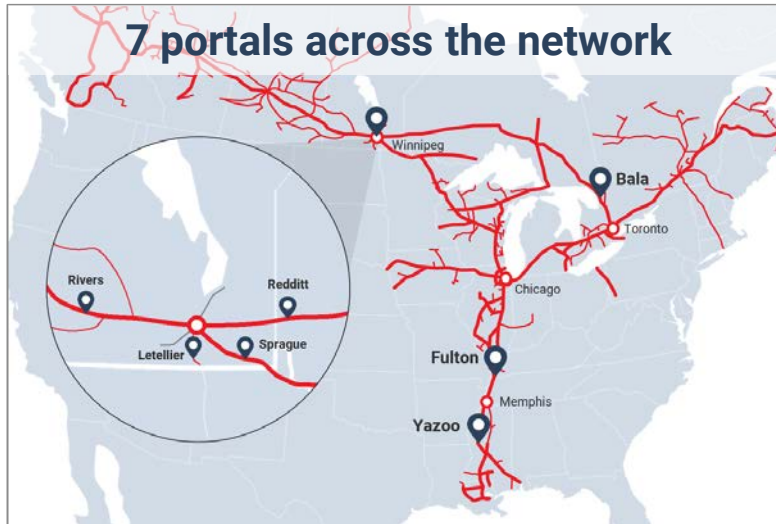 7 portals across the network
Winnipeg
Bala
Toronto
Rivers
Redditt
Chicago
Letellier
Sprague
Fulton
Memphis
Yazoo